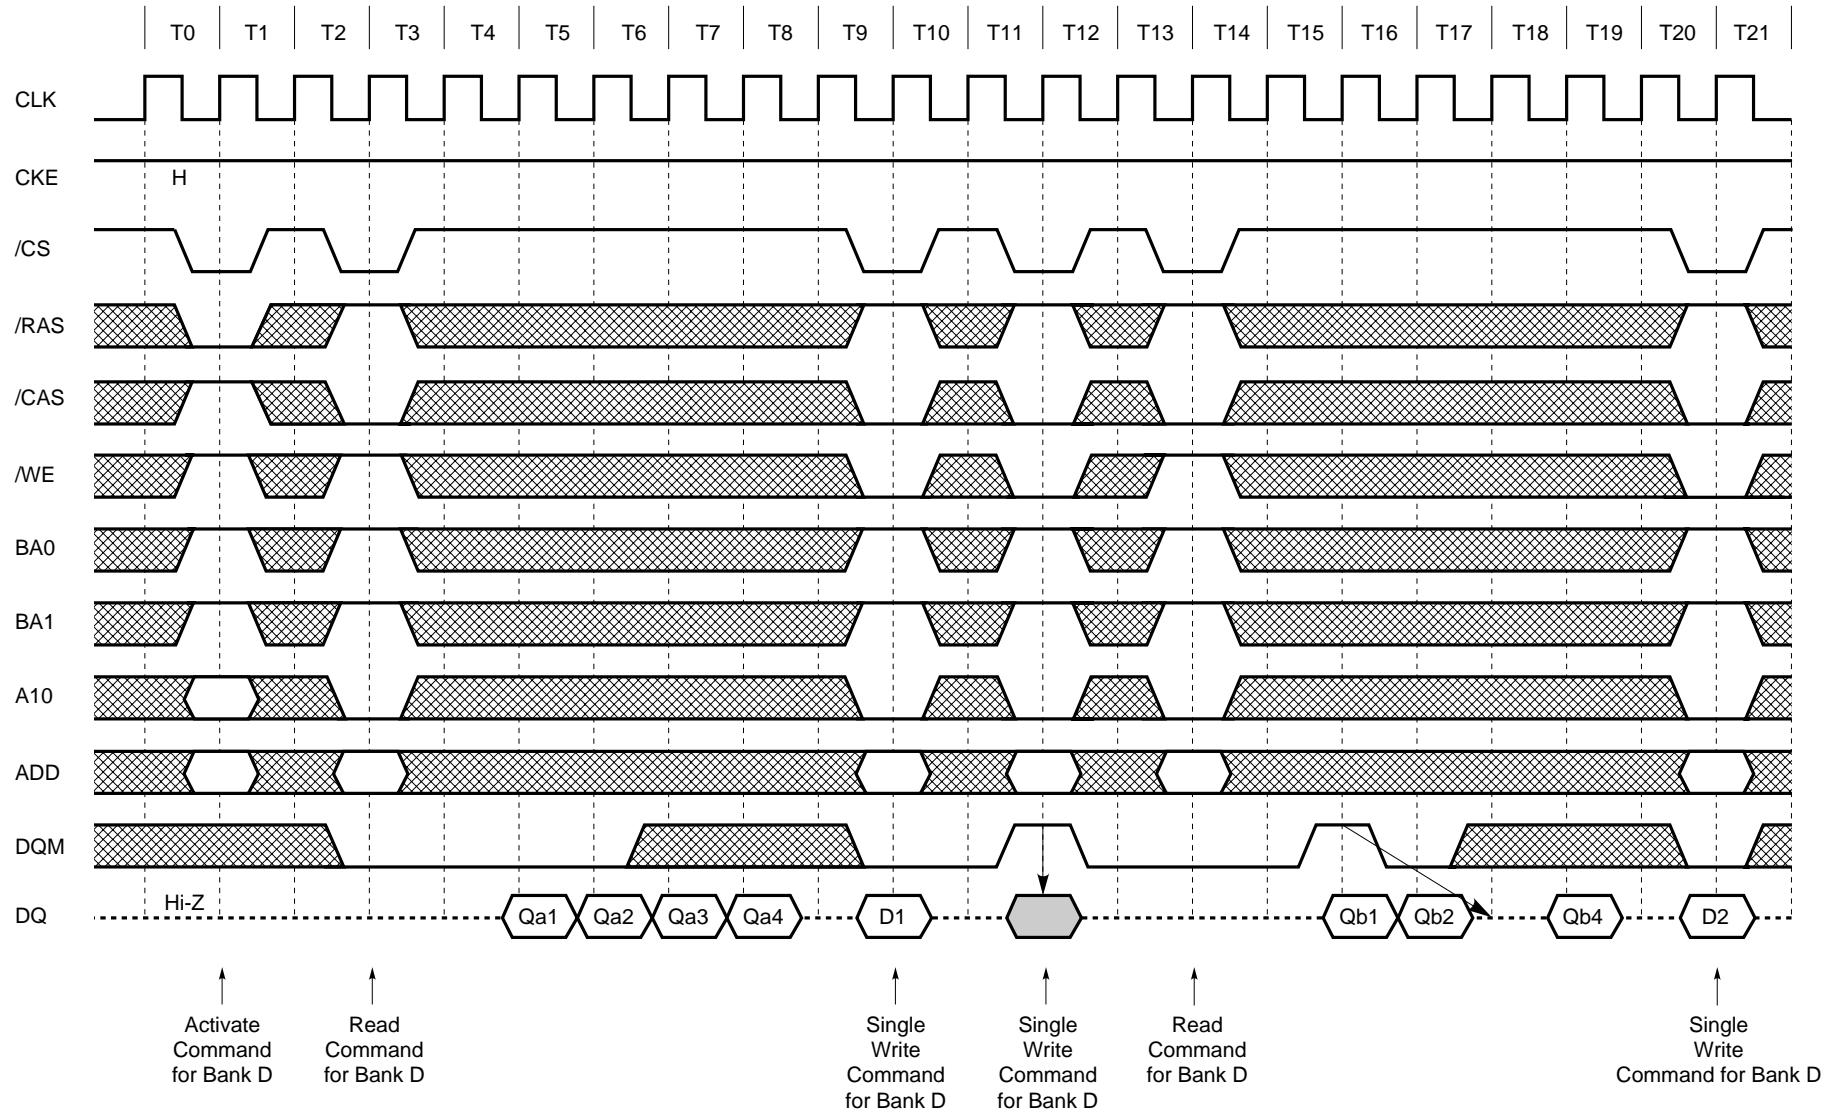 T0 T1 T2 T3 T4 T5 T6 T7 T8 T9 T10 T11 T12 T13 T14 T15 T16 T17 T18 T19 T20 T21
CLK
CKE H
/CS
/RAS
/CAS
/WE
BA0
BA1
A10
ADD
DQM
DQ Hi-Z Qa1 Qa2 Qa3 Qa4 D1 Qb1 Qb2 Qb4 D2
Activate
Command
for Bank D
Read
Command
for Bank D
Single
Write
Command
for Bank D
Single
Write
Command
for Bank D
Read
Command
for Bank D
Single
Write
Command for Bank D